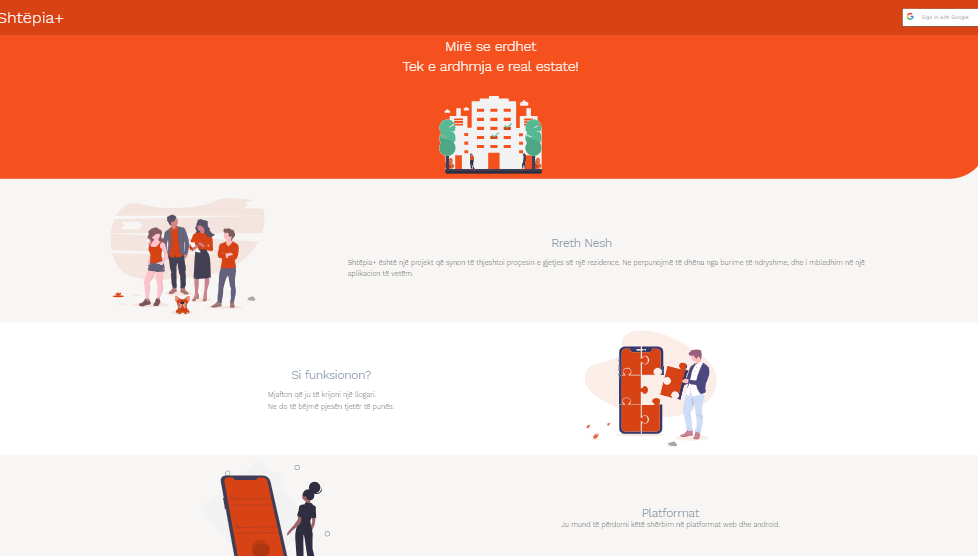 Shtëpia+
Sign in with Google
Mirë se erdhet
Tek e ardhmja e real estate!
Rreth Nesh
Shtëpia+ është një projekt që synon të thjeshtoi proçesin e gjetjes së një rezidence. Ne perpunojmë të dhëna nga burime të ndryshme, dhe i mbledhim në një
aplikacion të vetëm.
Si funksionon?
Mjafton që ju të krijoni një llogari.
Ne do të bëjmë pjesën tjetër të punës.
Platformat
Ju mund të përdorni këtë shërbim në platformat web dhe android.